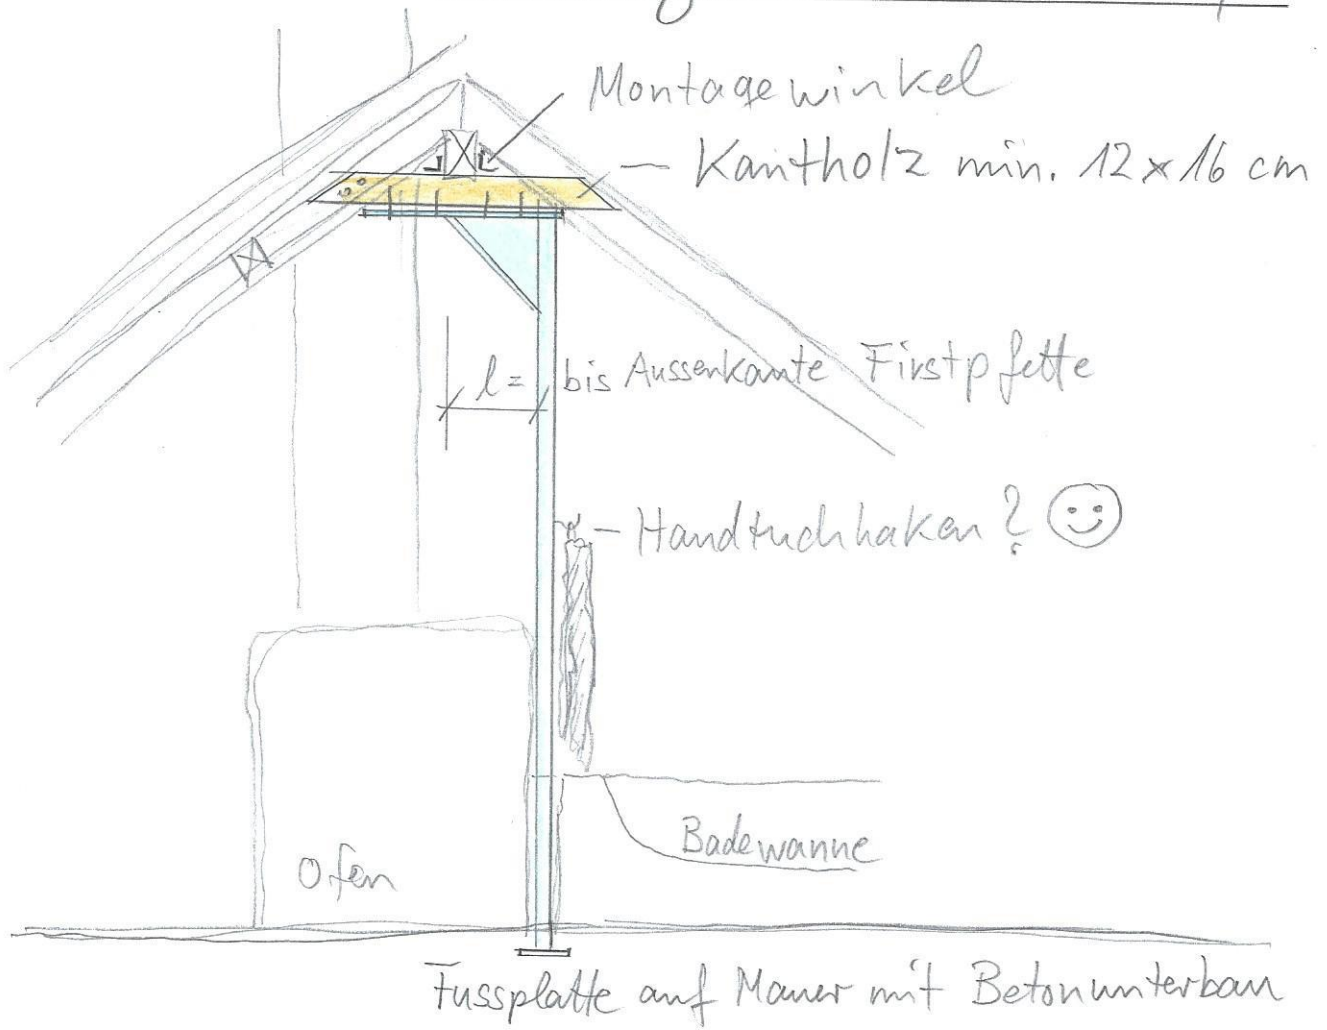 Montagewinkel
Kantholz min. 12 x 16 cm
l = bis Aussenkante Firstpfette
Handtuchhaken?
Ofen
Badewanne
Fussplatte auf Mauer mit Betonunterbau